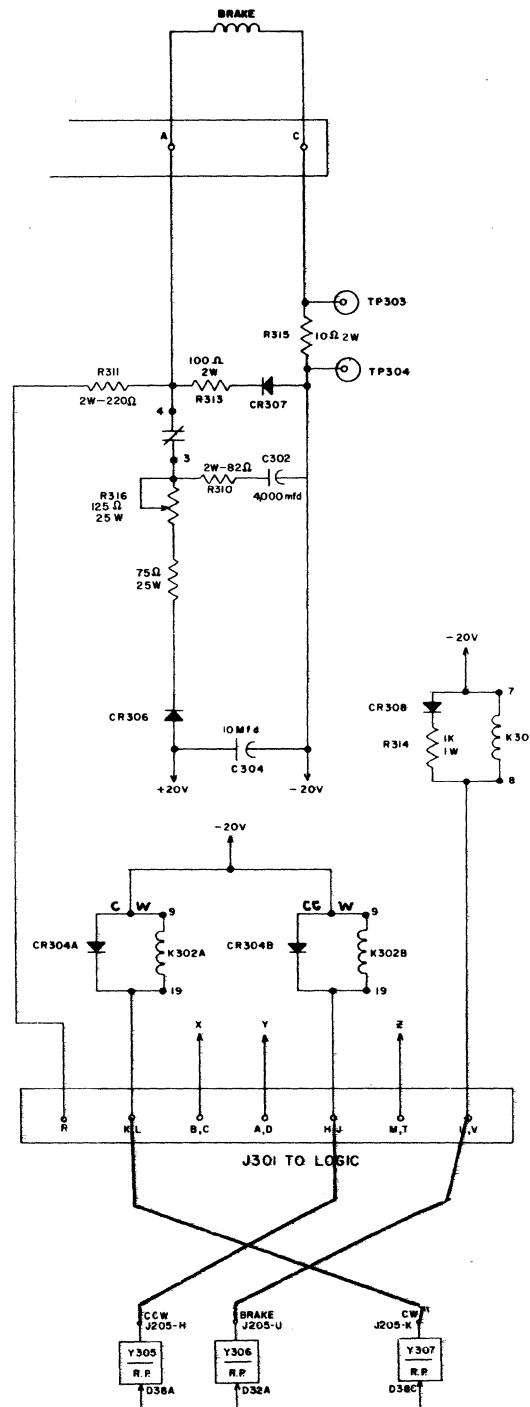 BRAKE
A
C
TP303
R315
10Ω 2W
TP304
R311
2W-220Ω
100Ω
2W
R313
CR307
4
3
2W-82Ω
R310
C302
4,000 mfd
R316
125Ω
25W
75Ω
25W
CR306
10Mfd
C304
+20V
-20V
-20V
7
CR308
R314
1K
1W
K30
8
-20V
C W
9
CR304A
K302A
19
CC W
9
CR304B
K302B
19
X
Y
Z
R
K,L
B,C
A,D
H,J
M,T
U,V
J301 TO LOGIC
CCW
J205-H
BRAKE
J205-U
CW
J205-K
Y305
R.P.
Y306
R.P.
Y307
R.P.
D38A
D32A
D38C